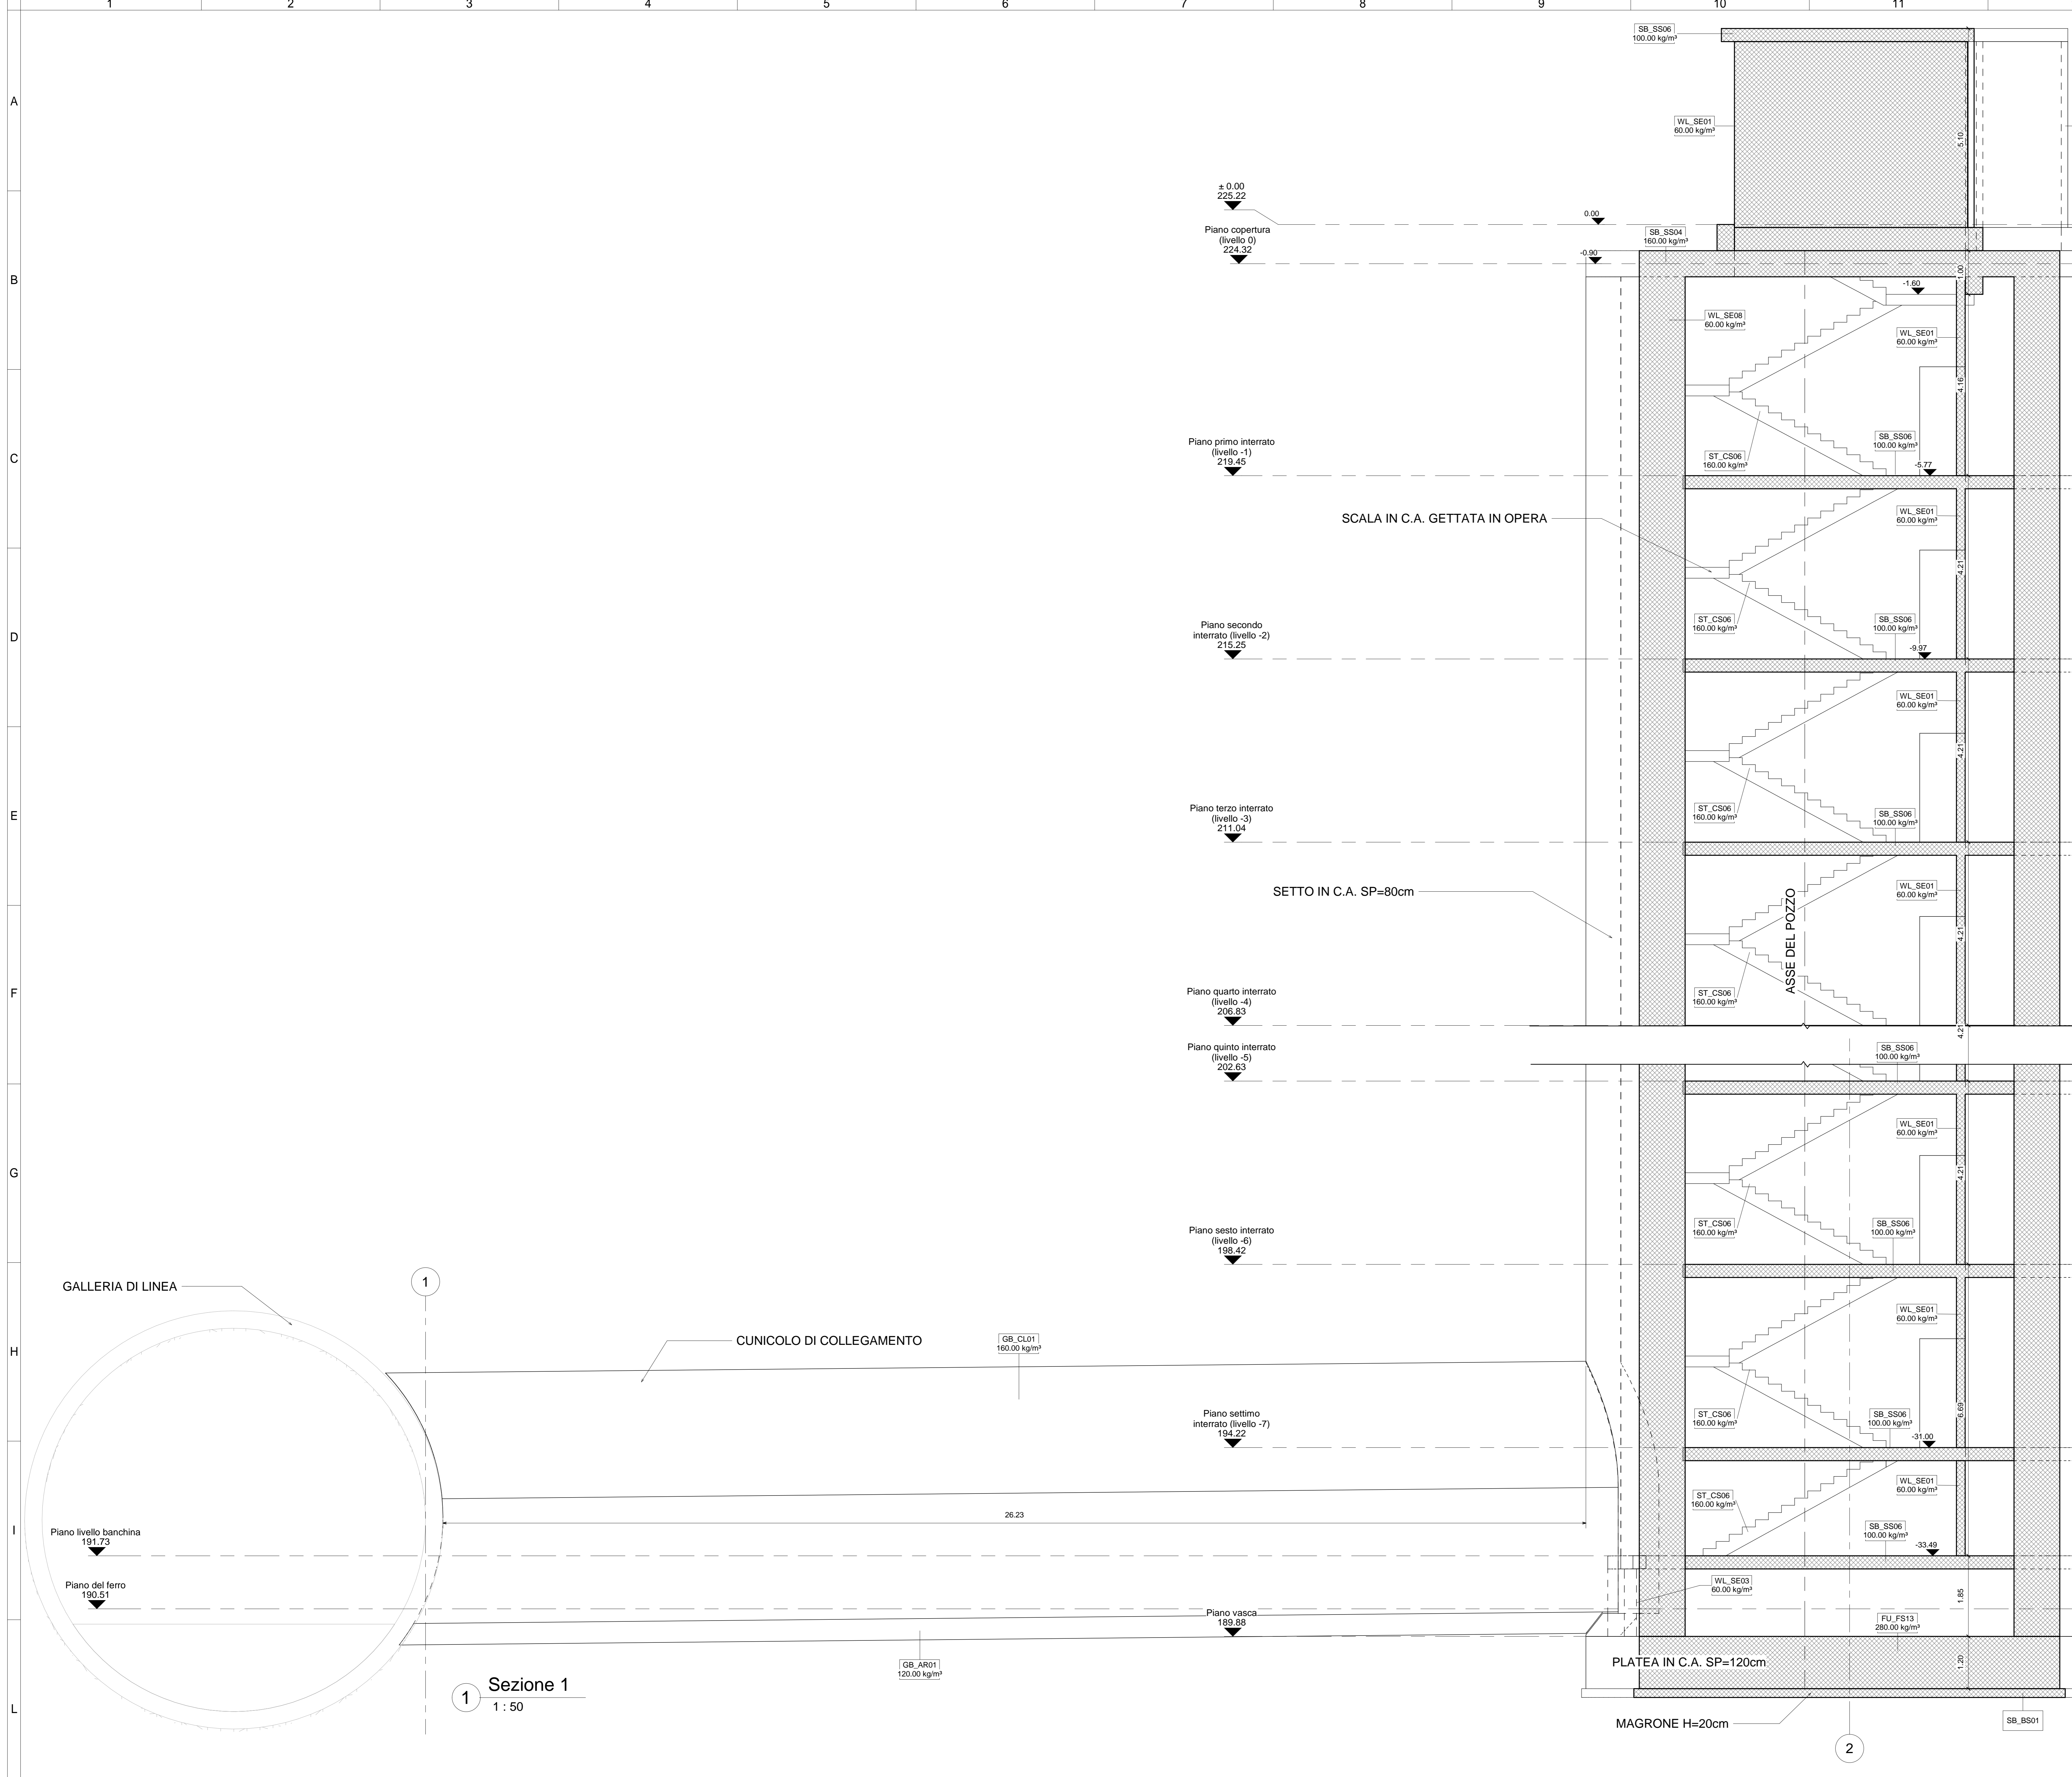 1
2
3
4
5
6
7
8
9
10
11
A
B
C
D
E
F
G
H
I
L
SB_SS06
100.00 kg/m³
WL_SE01
60.00 kg/m³
5.10
± 0.00
225.22
0.00
Piano copertura
(livello 0)
224.32
-0.90
SB_SS04
160.00 kg/m³
1.00
-1.60
WL_SE08
60.00 kg/m³
WL_SE01
60.00 kg/m³
4.16
Piano primo interrato
(livello -1)
219.45
SB_SS06
100.00 kg/m³
ST_CS06
160.00 kg/m³
-5.77
SCALA IN C.A. GETTATA IN OPERA
WL_SE01
60.00 kg/m³
4.21
Piano secondo
interrato (livello -2)
215.25
ST_CS06
160.00 kg/m³
SB_SS06
100.00 kg/m³
-9.97
WL_SE01
60.00 kg/m³
4.21
Piano terzo interrato
(livello -3)
211.04
ST_CS06
160.00 kg/m³
SB_SS06
100.00 kg/m³
SETTO IN C.A. SP=80cm
WL_SE01
60.00 kg/m³
ASSE DEL POZZO
4.21
Piano quarto interrato
(livello -4)
206.83
ST_CS06
160.00 kg/m³
4.21
Piano quinto interrato
(livello -5)
202.63
SB_SS06
100.00 kg/m³
WL_SE01
60.00 kg/m³
4.21
Piano sesto interrato
(livello -6)
198.42
ST_CS06
160.00 kg/m³
SB_SS06
100.00 kg/m³
GALLERIA DI LINEA
1
CUNICOLO DI COLLEGAMENTO
GB_CL01
160.00 kg/m³
WL_SE01
60.00 kg/m³
6.69
Piano settimo
interrato (livello -7)
194.22
ST_CS06
160.00 kg/m³
SB_SS06
100.00 kg/m³
-31.00
WL_SE01
60.00 kg/m³
ST_CS06
160.00 kg/m³
26.23
SB_SS06
100.00 kg/m³
-33.49
Piano livello banchina
191.73
Piano del ferro
190.51
WL_SE03
60.00 kg/m³
1.85
Piano vasca
189.88
FU_FS13
280.00 kg/m³
GB_AR01
120.00 kg/m³
PLATEA IN C.A. SP=120cm
1.20
1
Sezione 1
1 : 50
MAGRONE H=20cm
SB_BS01
2